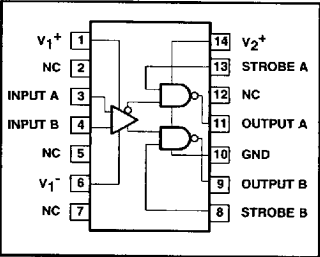 V1+ 1
NC 2
INPUT A 3
INPUT B 4
NC 5
V1- 6
NC 7
14 V2+
13 STROBE A
12 NC
11 OUTPUT A
10 GND
9 OUTPUT B
8 STROBE B